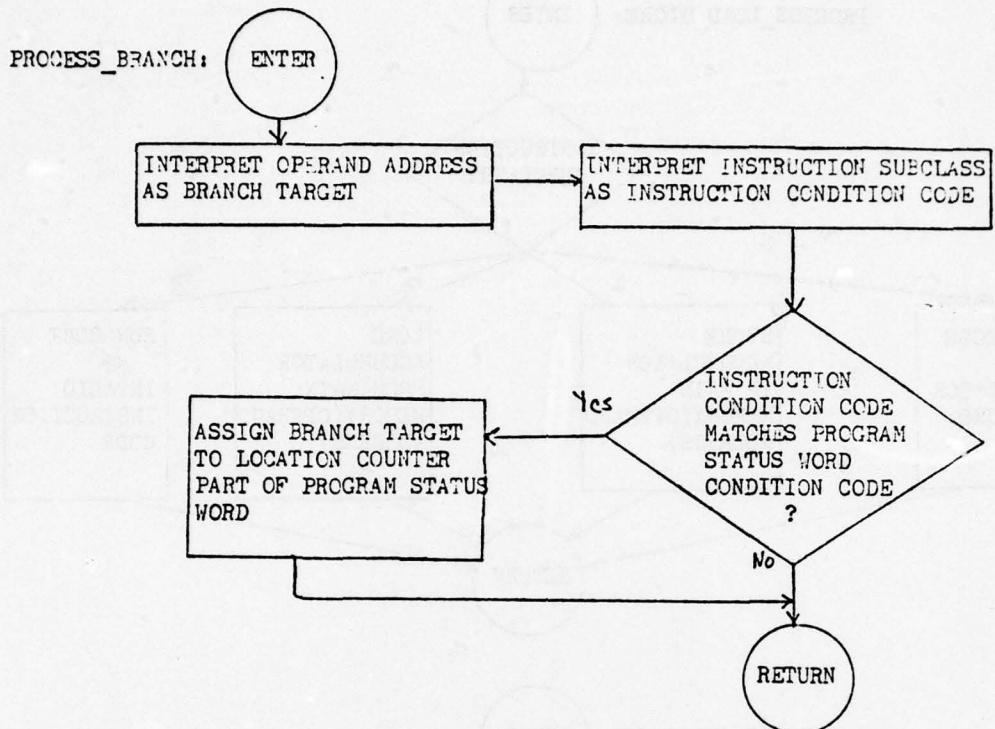 PROCESS_BRANCH:
ENTER
INTERPRET OPERAND ADDRESS
AS BRANCH TARGET
INTERPRET INSTRUCTION SUBCLASS
AS INSTRUCTION CONDITION CODE
INSTRUCTION
CONDITION CODE
MATCHES PROGRAM
STATUS WORD
CONDITION CODE
?
Yes
ASSIGN BRANCH TARGET
TO LOCATION COUNTER
PART OF PROGRAM STATUS
WORD
No
RETURN